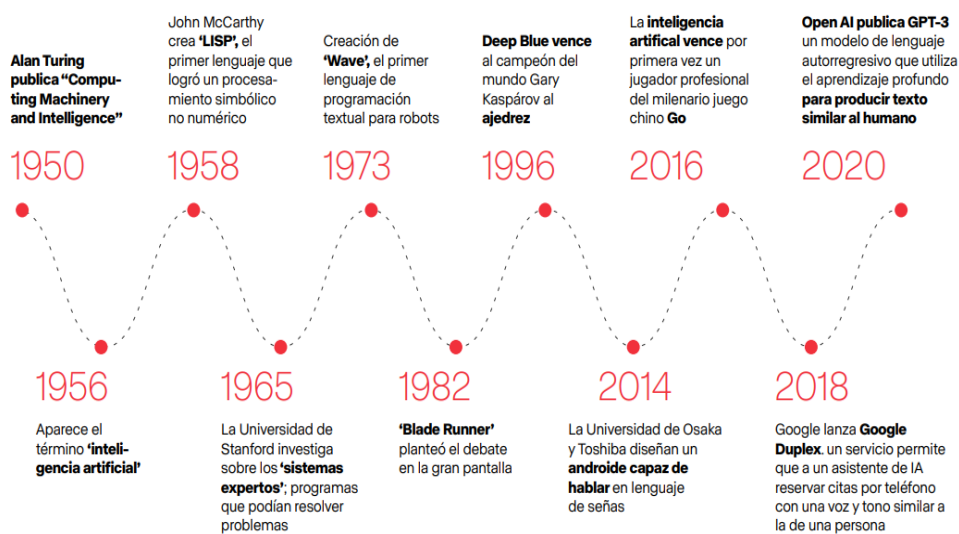 Alan Turing
publica “Compu-
ting Machinery
and Intelligence”
1950
1956
Aparece el
término ‘inteli-
gencia artificial’
John McCarthy
crea ‘LISP’, el
primer lenguaje que
logró un procesa-
miento simbólico
no numérico
1958
1965
La Universidad de
Stanford investiga
sobre los ‘sistemas
expertos’; programas
que podían resolver
problemas
Creación de
‘Wave’, el primer
lenguaje de
programación
textual para robots
1973
1982
‘Blade Runner’
planteó el debate
en la gran pantalla
Deep Blue vence
al campeón del
mundo Gary
Kaspárov al
ajedrez
1996
2014
La Universidad de Osaka
y Toshiba diseñan un
androide capaz de
hablar en lenguaje
de señas
La inteligencia
artifical vence por
primera vez un
jugador profesional
del milenario juego
chino Go
2016
2018
Google lanza Google
Duplex. un servicio permite
que a un asistente de IA
reservar citas por teléfono
con una voz y tono similar a
la de una persona
Open AI publica GPT-3
un modelo de lenguaje
autorregresivo que utiliza
el aprendizaje profundo
para producir texto
similar al humano
2020